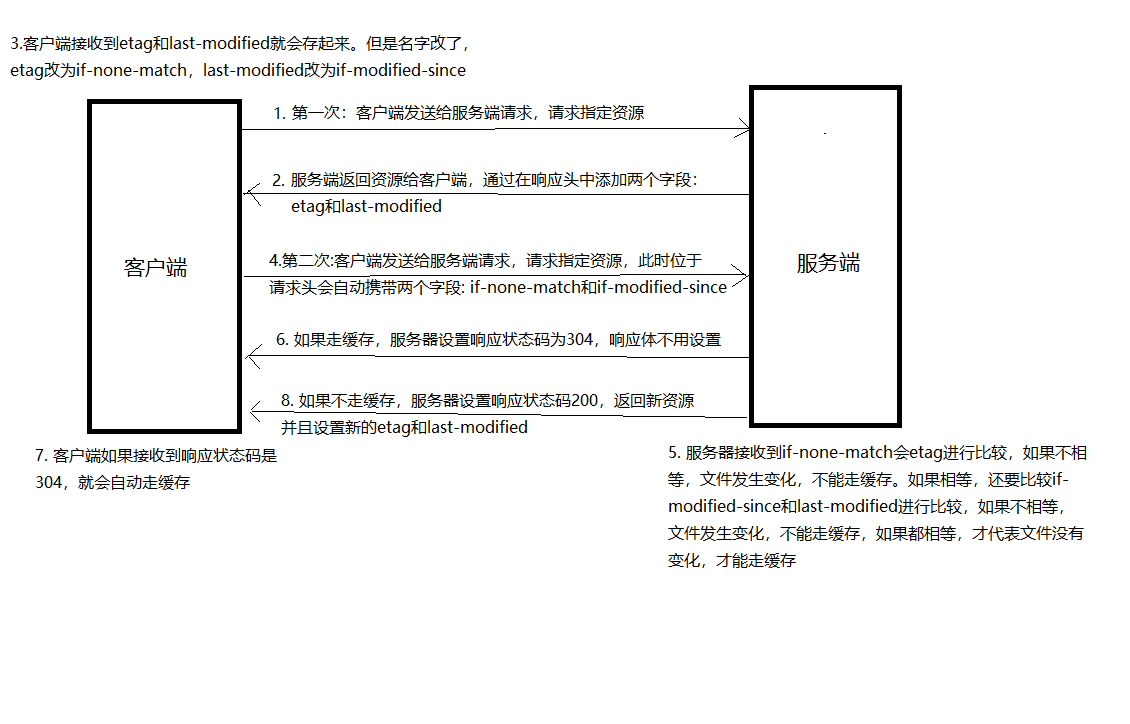 3.客户端接收到etag和last-modified就会存起来。但是名字改了，
etag改为if-none-match，last-modified改为if-modified-since
1. 第一次：客户端发送给服务端请求，请求指定资源
2. 服务端返回资源给客户端，通过在响应头中添加两个字段：
etag和last-modified
客户端
服务端
4.第二次:客户端发送给服务端请求，请求指定资源，此时位于
请求头会自动携带两个字段: if-none-match和if-modified-since
6. 如果走缓存，服务器设置响应状态码为304，响应体不用设置
8. 如果不走缓存，服务器设置响应状态码200，返回新资源
并且设置新的etag和last-modified
7. 客户端如果接收到响应状态码是
304，就会自动走缓存
5. 服务器接收到if-none-match会etag进行比较，如果不相
等，文件发生变化，不能走缓存。如果相等，还要比较if-
modified-since和last-modified进行比较，如果不相等，
文件发生变化，不能走缓存，如果都相等，才代表文件没有
变化，才能走缓存